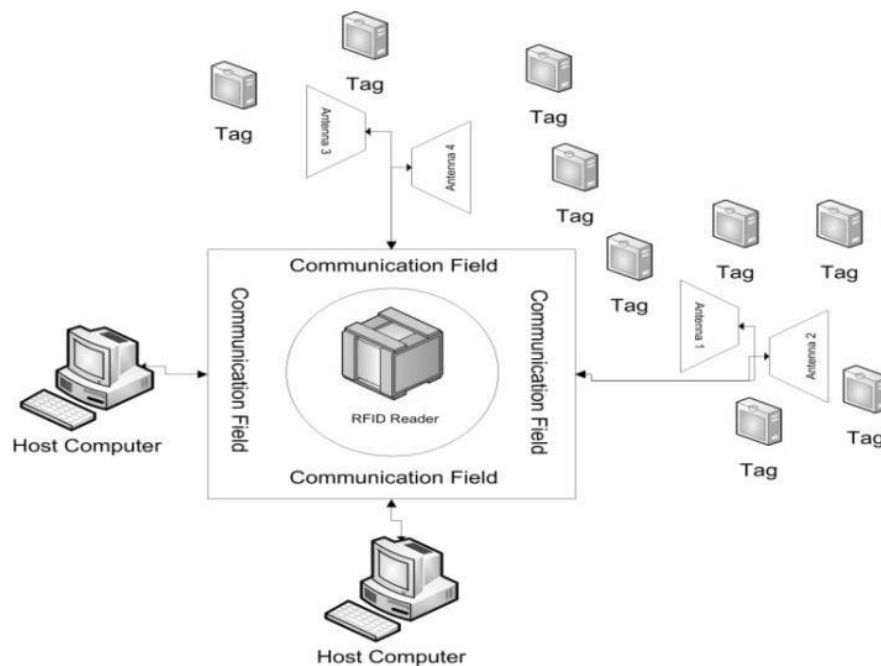 Tag
Tag
Tag
Antenna 3
Antenna 4
Tag
Tag
Tag
Tag
Communication Field
Communication Field
Communication Field
Antenna 1
Antenna 2
RFID Reader
Host Computer
Communication Field
Tag
Tag
Host Computer